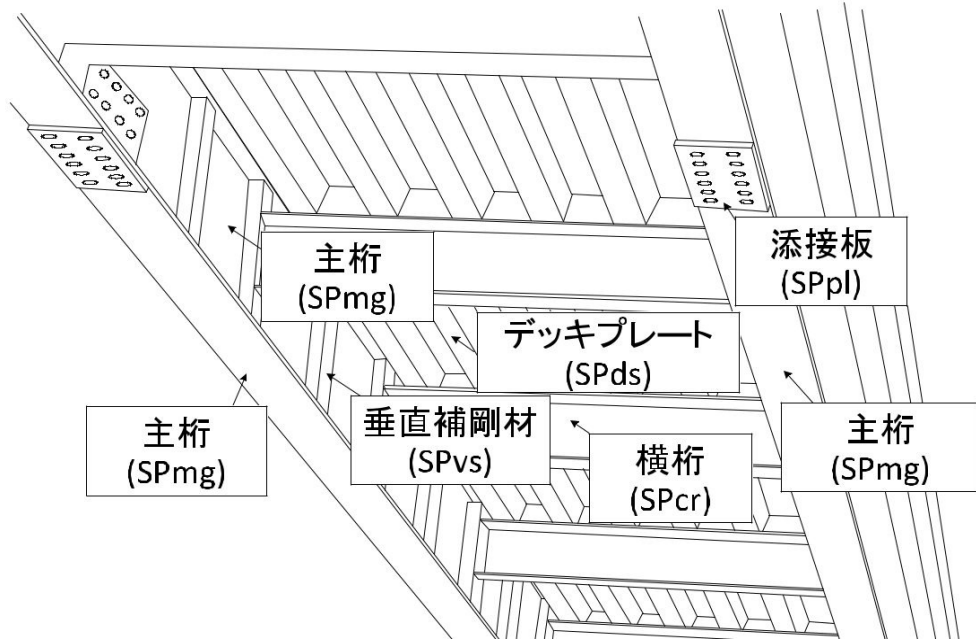 主桁
(SPmg)
添接板
(SPpl)
デッキプレート
(SPds)
主桁
(SPmg)
垂直補剛材
(SPvs)
横桁
(SPcr)
主桁
(SPmg)